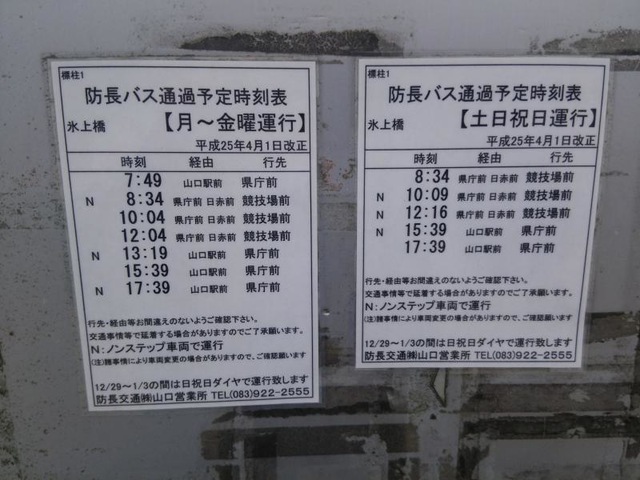 標柱1
防長バス通過予定時刻表
氷上橋 【月～金曜運行】
平成25年4月1日改正
時刻 経由 行先
7:49 山口駅前 県庁前
N 8:34 県庁前 日赤前 競技場前
10:04 県庁前 日赤前 競技場前
12:04 県庁前 日赤前 競技場前
N 13:19 山口駅前 県庁前
15:39 山口駅前 県庁前
N 17:39 山口駅前 県庁前
行先・経由等お間違えのないようご確認下さい。
交通事情等で延着する場合がありますのでご了承願います。
N：ノンステップ車両で運行
(注)諸事情により車両変更の場合がありますが、ご了承願います。
12/29～1/3の間は日祝日ダイヤで運行致します
防長交通㈱山口営業所 TEL(083)922-2555
標柱1
防長バス通過予定時刻表
氷上橋 【土日祝日運行】
平成25年4月1日改正
時刻 経由 行先
8:34 県庁前 日赤前 競技場前
N 10:09 県庁前 日赤前 競技場前
N 12:16 県庁前 日赤前 競技場前
N 15:39 山口駅前 県庁前
17:39 山口駅前 県庁前
行先・経由等お間違えのないようご確認下さい。
交通事情等で延着する場合がありますのでご了承願います。
N：ノンステップ車両で運行
(注)諸事情により車両変更の場合がありますが、ご了承願います。
12/29～1/3の間は日祝日ダイヤで運行致します
防長交通㈱山口営業所 TEL(083)922-2555